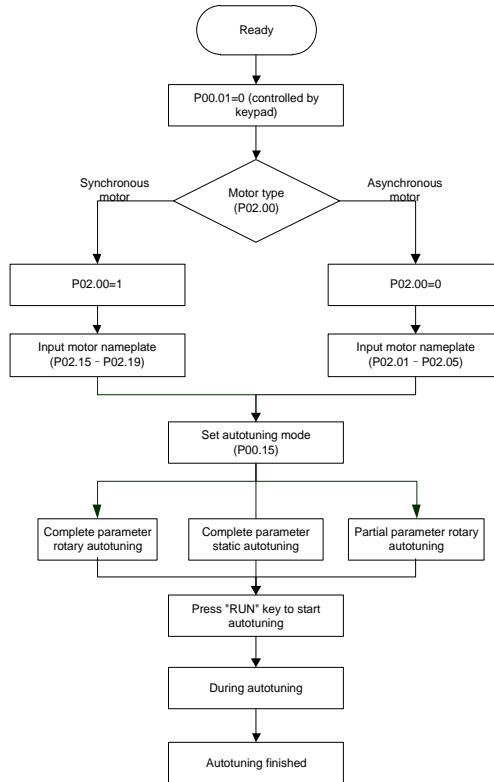 Ready
P00.01=0 (controlled by
keypad)
Synchronous
motor
Motor type
(P02.00)
Asynchronous
motor
P02.00=1
P02.00=0
Input motor nameplate
(P02.15–P02.19)
Input motor nameplate
(P02.01–P02.05)
Set autotuning mode
(P00.15)
Complete parameter
rotary autotuning
Complete parameter
static autotuning
Partial parameter rotary
autotuning
Press "RUN" key to start
autotuning
During autotuning
Autotuning finished